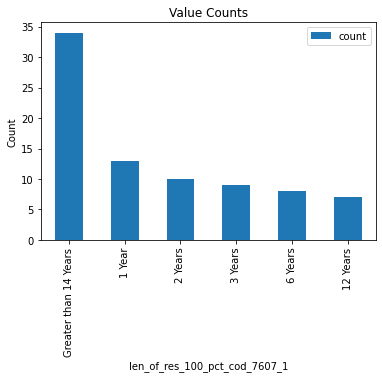 Value Counts
count
Count
35
30
25
20
15
10
5
0
Greater than 14 Years
1 Year
2 Years
3 Years
6 Years
12 Years
len_of_res_100_pct_cod_7607_1